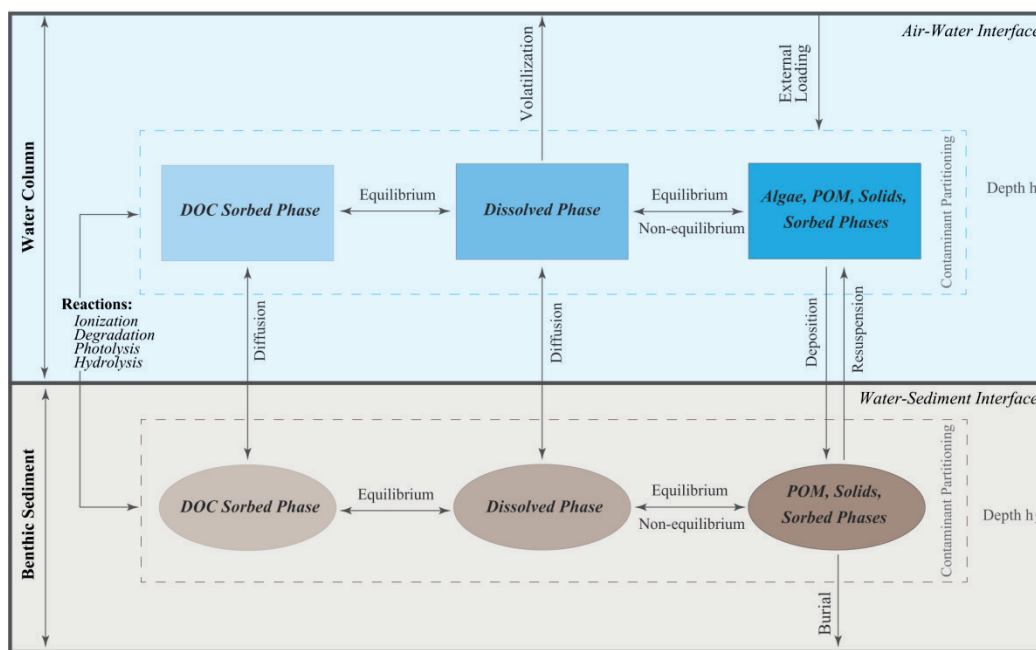 Air-Water Interface
Water Column
Volatilization
External
Loading
Contaminant Partitioning
Depth h
DOC Sorbed Phase
Equilibrium
Dissolved Phase
Equilibrium
Non-equilibrium
Algae, POM, Solids,
Sorbed Phases
Reactions:
Ionization
Degradation
Photolysis
Hydrolysis
Diffusion
Diffusion
Deposition
Resuspension
Water-Sediment Interface
Benthic Sediment
Contaminant Partitioning
Depth h
DOC Sorbed Phase
Equilibrium
Dissolved Phase
Equilibrium
Non-equilibrium
POM, Solids,
Sorbed Phases
Burial